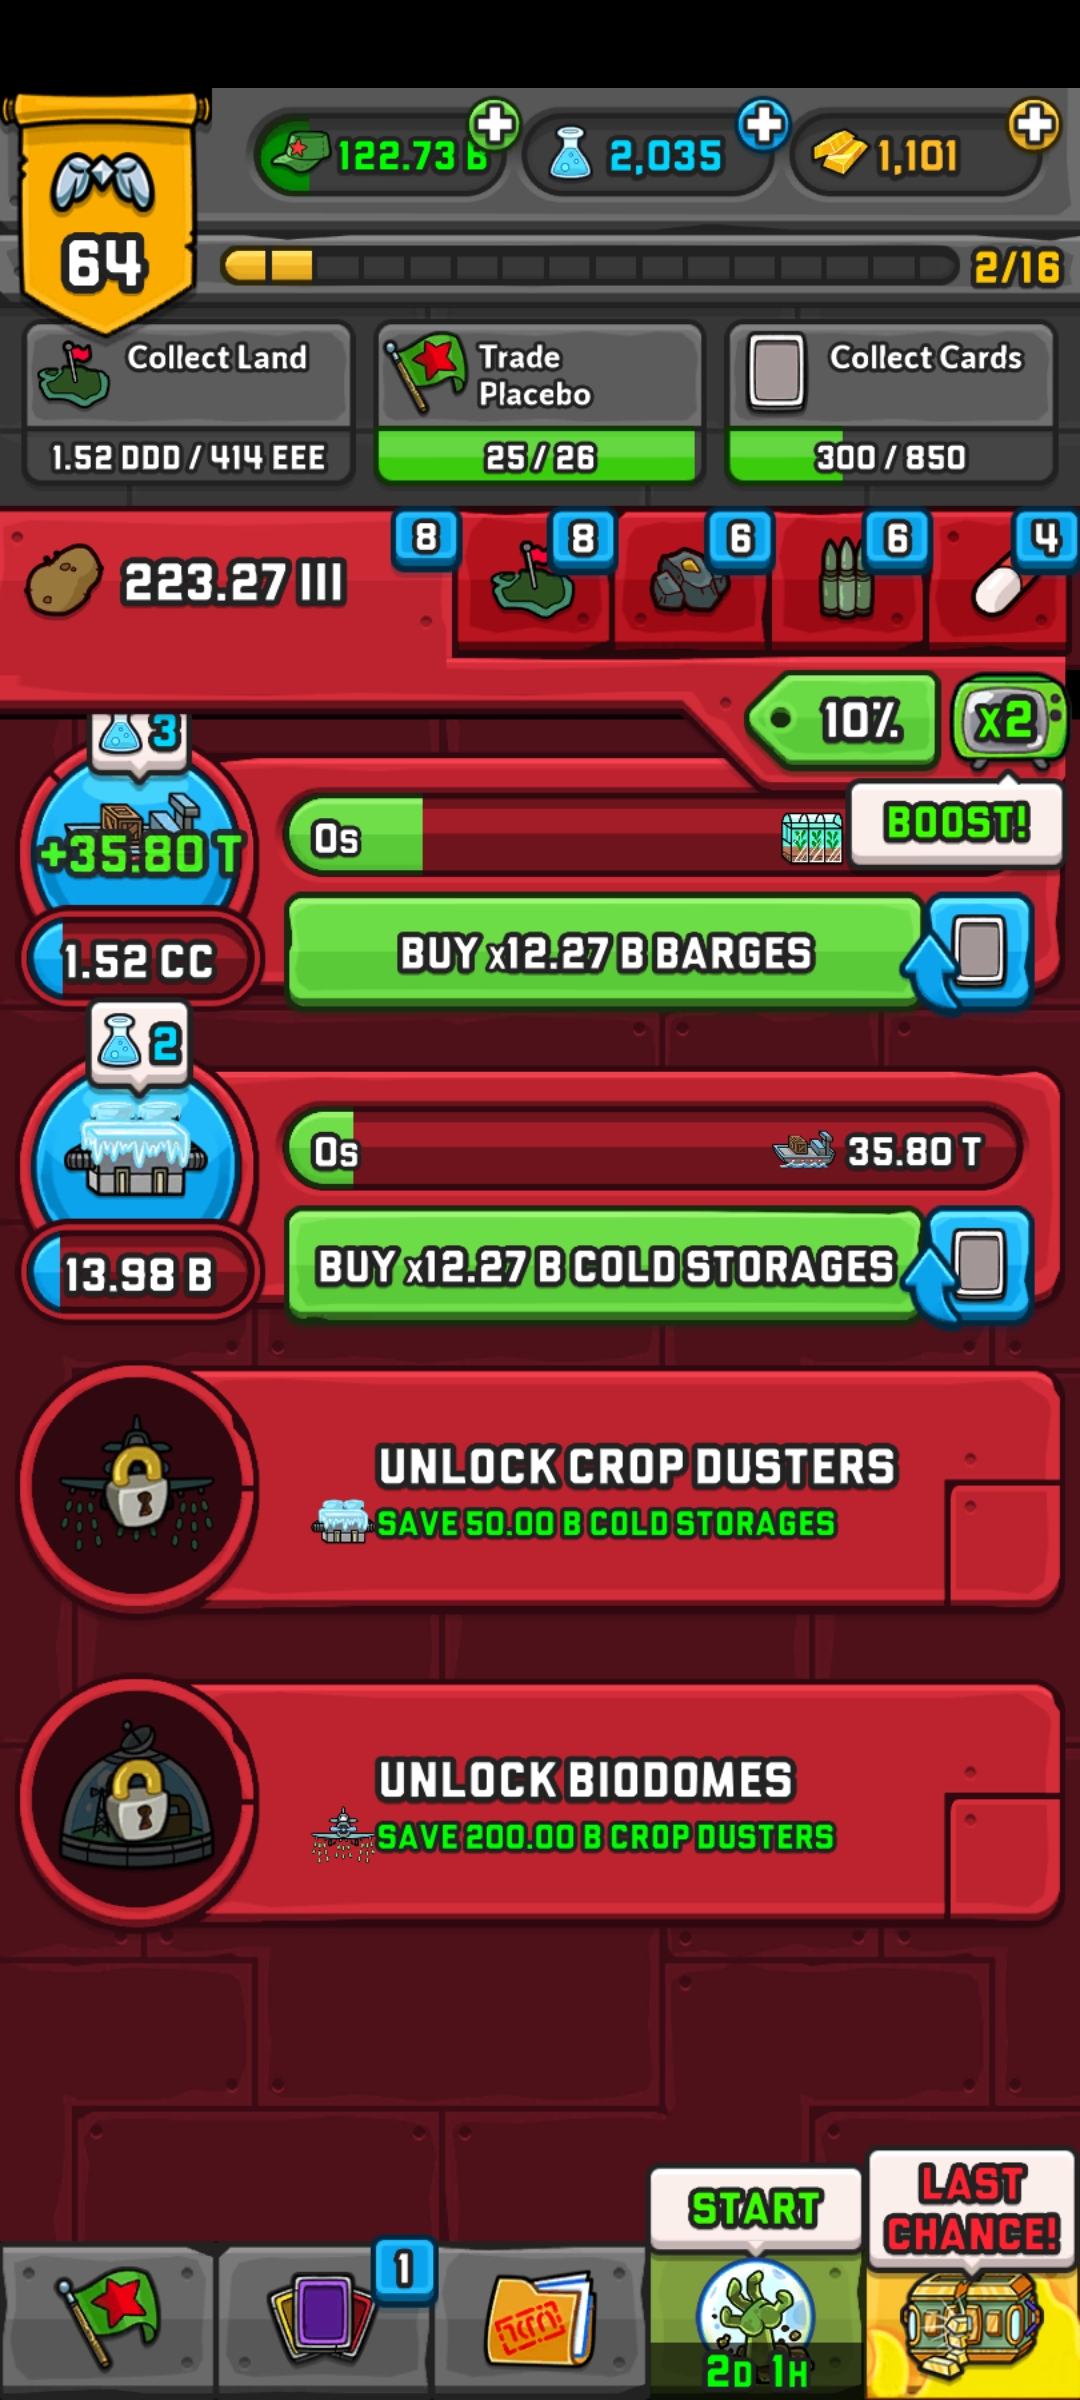 64
122.73 B
2,035
1,101
2/16
Collect Land
1.52 DDD / 414 EEE
Trade
Placebo
25 / 26
Collect Cards
300 / 850
223.27 III
8
8
6
6
4
10%
x2
BOOST!
3
+35.80 T
1.52 CC
0s
BUY x12.27 B BARGES
2
13.98 B
0s
35.80 T
BUY x12.27 B COLD STORAGES
UNLOCK CROP DUSTERS
SAVE 50.00 B COLD STORAGES
UNLOCK BIODOMES
SAVE 200.00 B CROP DUSTERS
1
START
2D 1H
LAST
CHANCE!